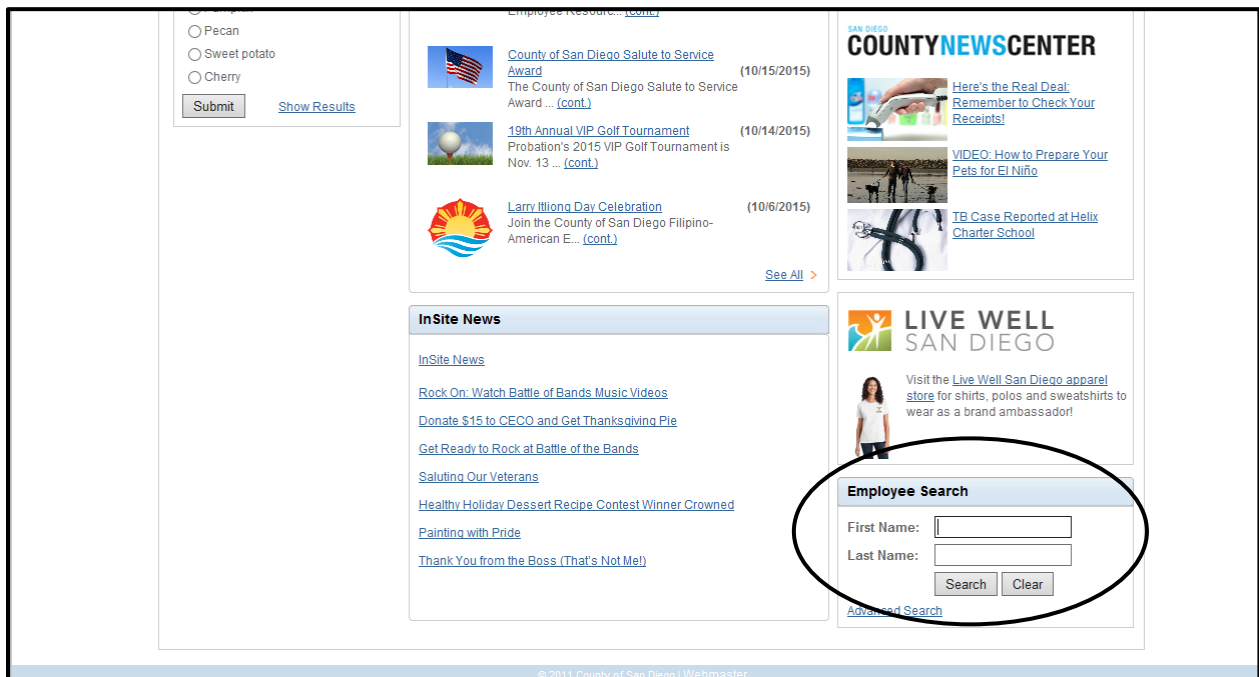 Pecan
Sweet potato
Cherry
Submit Show Results
Employee Resourc... (cont.)
County of San Diego Salute to Service
Award (10/15/2015)
The County of San Diego Salute to Service
Award ... (cont.)
19th Annual VIP Golf Tournament (10/14/2015)
Probation's 2015 VIP Golf Tournament is
Nov. 13 ... (cont.)
Larry Itliong Day Celebration (10/6/2015)
Join the County of San Diego Filipino-
American E... (cont.)
See All >
InSite News
InSite News
Rock On: Watch Battle of Bands Music Videos
Donate $15 to CECO and Get Thanksgiving Pie
Get Ready to Rock at Battle of the Bands
Saluting Our Veterans
Healthy Holiday Dessert Recipe Contest Winner Crowned
Painting with Pride
Thank You from the Boss (That's Not Me!)
SAN DIEGO
COUNTYNEWSCENTER
Here's the Real Deal:
Remember to Check Your
Receipts!
VIDEO: How to Prepare Your
Pets for El Niño
TB Case Reported at Helix
Charter School
LIVE WELL
SAN DIEGO
Visit the Live Well San Diego apparel
store for shirts, polos and sweatshirts to
wear as a brand ambassador!
Employee Search
First Name:
Last Name:
Search Clear
Advanced Search
© 2011 County of San Diego | Webmaster